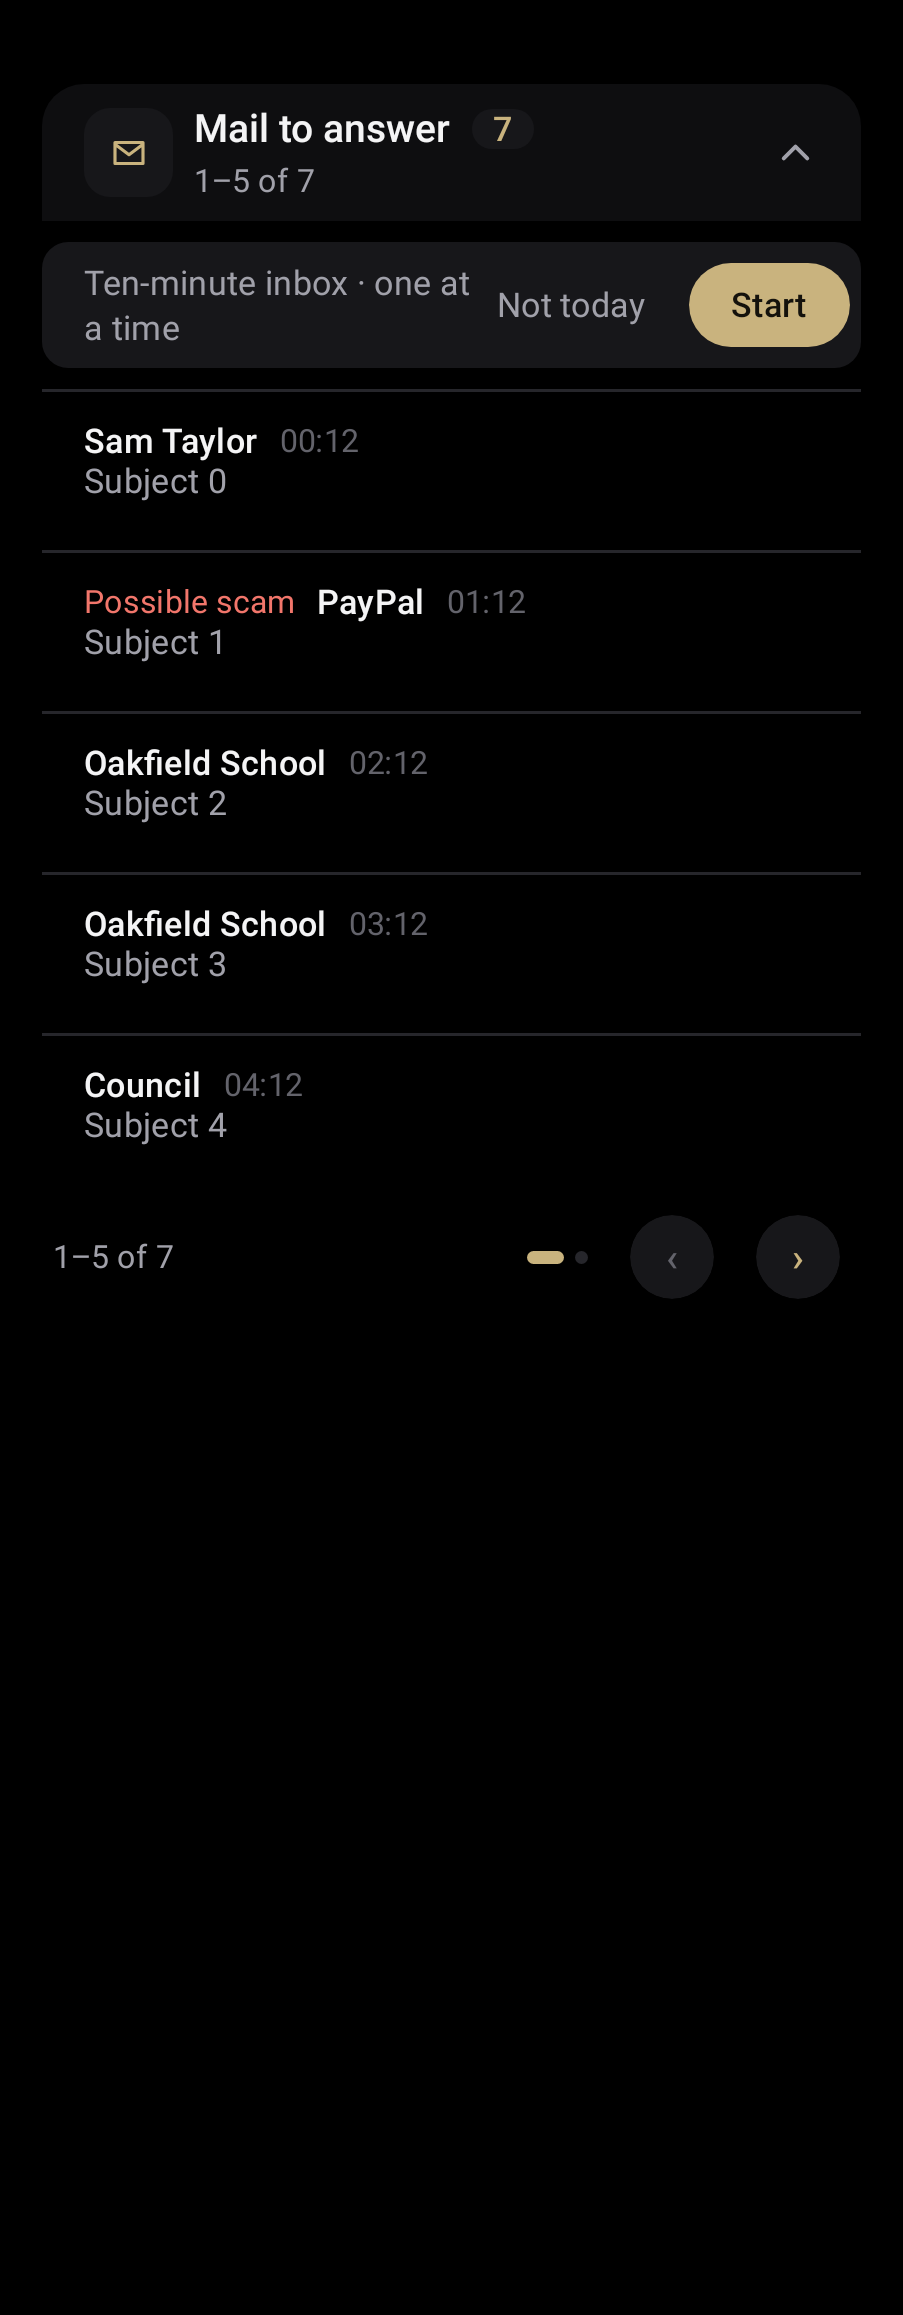 Mail to answer 7
1–5 of 7
Ten-minute inbox · one at
a time
Not today
Start
Sam Taylor 00:12
Subject 0
Possible scam PayPal 01:12
Subject 1
Oakfield School 02:12
Subject 2
Oakfield School 03:12
Subject 3
Council 04:12
Subject 4
1–5 of 7 ‹ ›